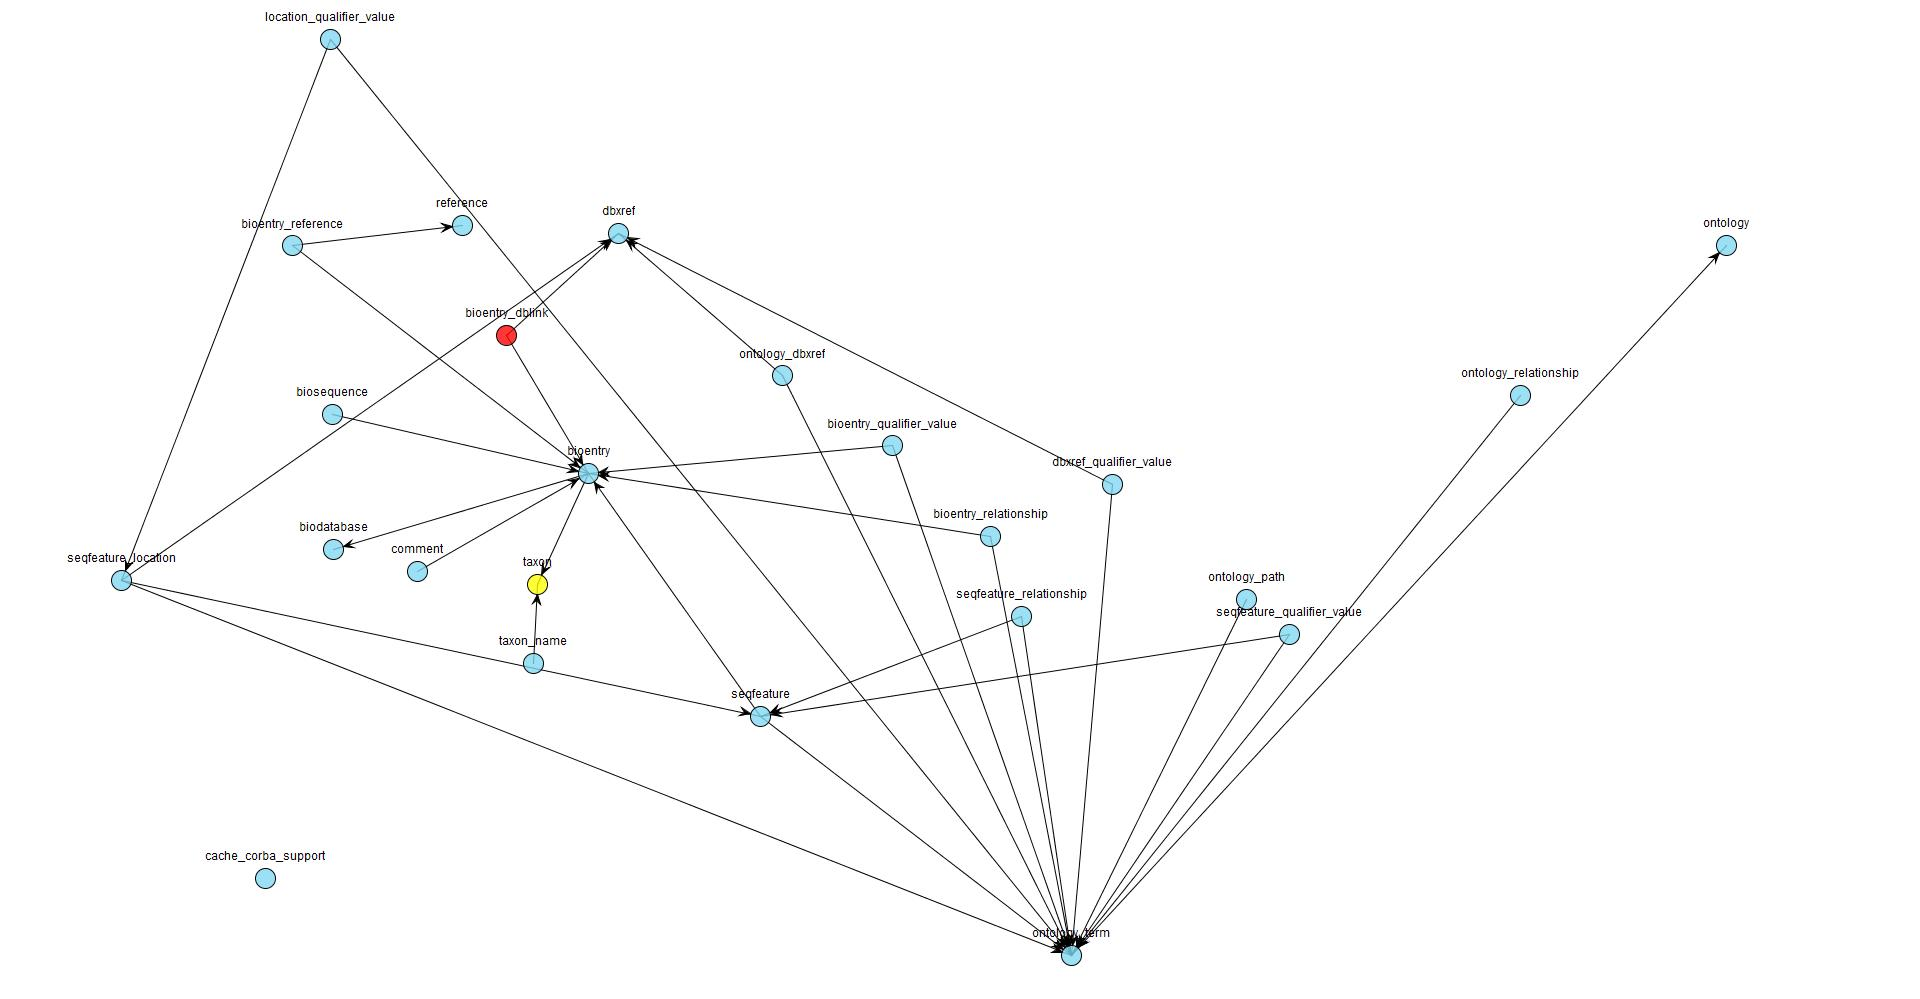 location_qualifier_value
reference
dbxref
bioentry_reference
ontology
bioentry_dblink
ontology_dbxref
ontology_relationship
biosequence
bioentry_qualifier_value
bioentry
dbxref_qualifier_value
bioentry_relationship
biodatabase
comment
seqfeature_location
taxon
ontology_path
seqfeature_relationship
seqfeature_qualifier_value
taxon_name
seqfeature
cache_corba_support
ontology_term